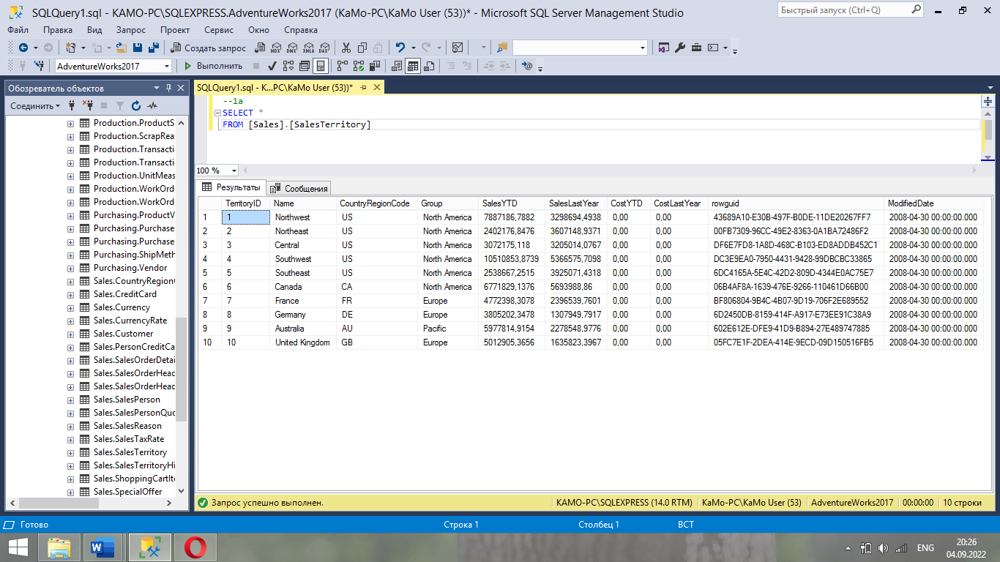 SQLQuery1.sql - KAMO-PC\SQLEXPRESS.AdventureWorks2017 (KaMo-PC\KaMo User (53))* - Microsoft SQL Server Management Studio
Быстрый запуск (Ctrl+Q)
Файл Правка Вид Запрос Проект Сервис Окно Справка
Создать запрос MDX DMX XMLA DAX
AdventureWorks2017 Выполнить
Обозреватель объектов
SQLQuery1.sql - K...PC\KaMo User (53))*
Соединить
Production.ProductS
Production.ScrapRea
Production.Transacti
Production.Transacti
Production.UnitMeas
Production.WorkOrd
Production.WorkOrd
Purchasing.ProductV
Purchasing.Purchase
Purchasing.Purchase
Purchasing.ShipMeth
Purchasing.Vendor
Sales.CountryRegion
Sales.CreditCard
Sales.Currency
Sales.CurrencyRate
Sales.Customer
Sales.PersonCreditCa
Sales.SalesOrderDetai
Sales.SalesOrderHead
Sales.SalesOrderHead
Sales.SalesPerson
Sales.SalesPersonQuo
Sales.SalesReason
Sales.SalesTaxRate
Sales.SalesTerritory
Sales.SalesTerritoryHi
Sales.ShoppingCartIte
Sales.SpecialOffer
--1a
SELECT *
FROM [Sales].[SalesTerritory]
100 %
Результаты Сообщения
TerritoryID Name CountryRegionCode Group SalesYTD SalesLastYear CostYTD CostLastYear rowguid ModifiedDate
1 1 Northwest US North America 7887186,7882 3298694,4938 0,00 0,00 43689A10-E30B-497F-B0DE-11DE20267FF7 2008-04-30 00:00:00.000
2 2 Northeast US North America 2402176,8476 3607148,9371 0,00 0,00 00FB7309-96CC-49E2-8363-0A1BA72486F2 2008-04-30 00:00:00.000
3 3 Central US North America 3072175,118 3205014,0767 0,00 0,00 DF6E7FD8-1A8D-468C-B103-ED8ADDB452C1 2008-04-30 00:00:00.000
4 4 Southwest US North America 10510853,8739 5366575,7098 0,00 0,00 DC3E9EA0-7950-4431-9428-99DBCBC33865 2008-04-30 00:00:00.000
5 5 Southeast US North America 2538667,2515 3925071,4318 0,00 0,00 6DC4165A-5E4C-42D2-809D-4344E0AC75E7 2008-04-30 00:00:00.000
6 6 Canada CA North America 6771829,1376 5693988,86 0,00 0,00 06B4AF8A-1639-476E-9266-110461D66B00 2008-04-30 00:00:00.000
7 7 France FR Europe 4772398,3078 2396539,7601 0,00 0,00 BF806804-9B4C-4B07-9D19-706F2E689552 2008-04-30 00:00:00.000
8 8 Germany DE Europe 3805202,3478 1307949,7917 0,00 0,00 6D2450DB-8159-414F-A917-E73EE91C38A9 2008-04-30 00:00:00.000
9 9 Australia AU Pacific 5977814,9154 2278548,9776 0,00 0,00 602E612E-DFE9-41D9-B894-27E489747885 2008-04-30 00:00:00.000
10 10 United Kingdom GB Europe 5012905,3656 1635823,3967 0,00 0,00 05FC7E1F-2DEA-414E-9ECD-09D150516FB5 2008-04-30 00:00:00.000
Запрос успешно выполнен. KAMO-PC\SQLEXPRESS (14.0 RTM) KaMo-PC\KaMo User (53) AdventureWorks2017 00:00:00 10 строки
Готово Строка 1 Столбец 1 ВСТ
ENG
20:26
04.09.2022